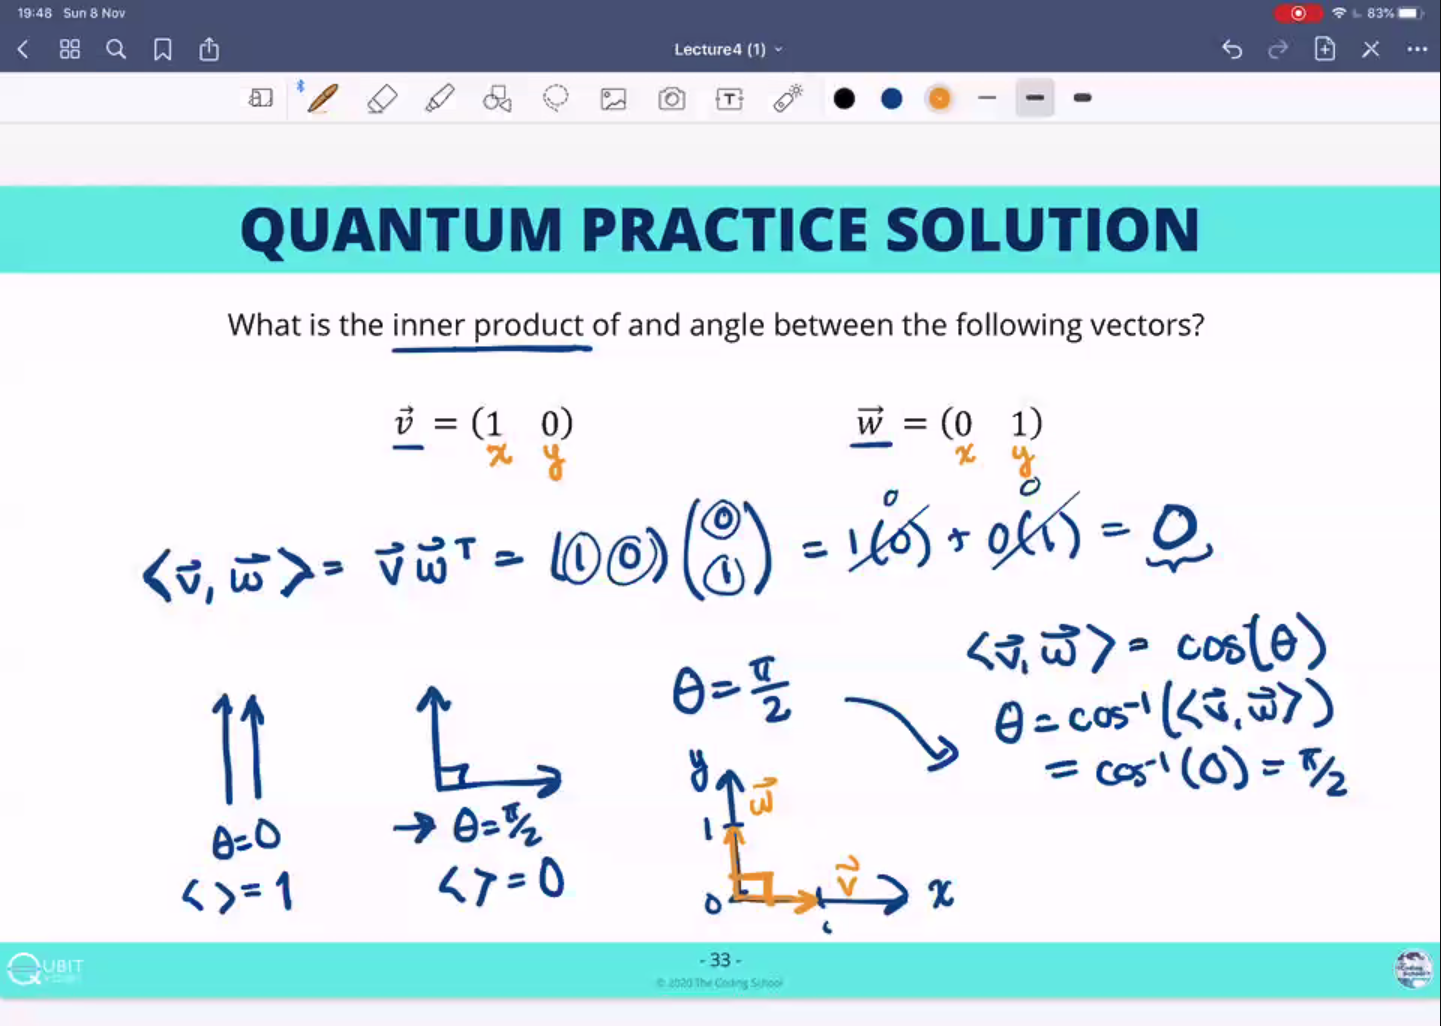 19:48 Sun 8 Nov
83%
Lecture4 (1)
T
QUANTUM PRACTICE SOLUTION
What is the inner product of and angle between the following vectors?
v⃗ = (1 0)
w⃗ = (0 1)
x y
x y
0 0
⟨v⃗, w⃗⟩ = v⃗ w⃗ᵀ = (1 0) (0 1) = 1(0) + 0(1) = 0
⟨v⃗, w⃗⟩ = cos(θ)
θ = π/2
θ = cos⁻¹(⟨v⃗, w⃗⟩)
= cos⁻¹(0) = π/2
y
w⃗
1
θ=0
→ θ = π/2
v⃗
⟨ ⟩ = 1
⟨ ⟩ = 0
0
x
QUBIT
- 33 -
© 2020 The Coding School
Coding School